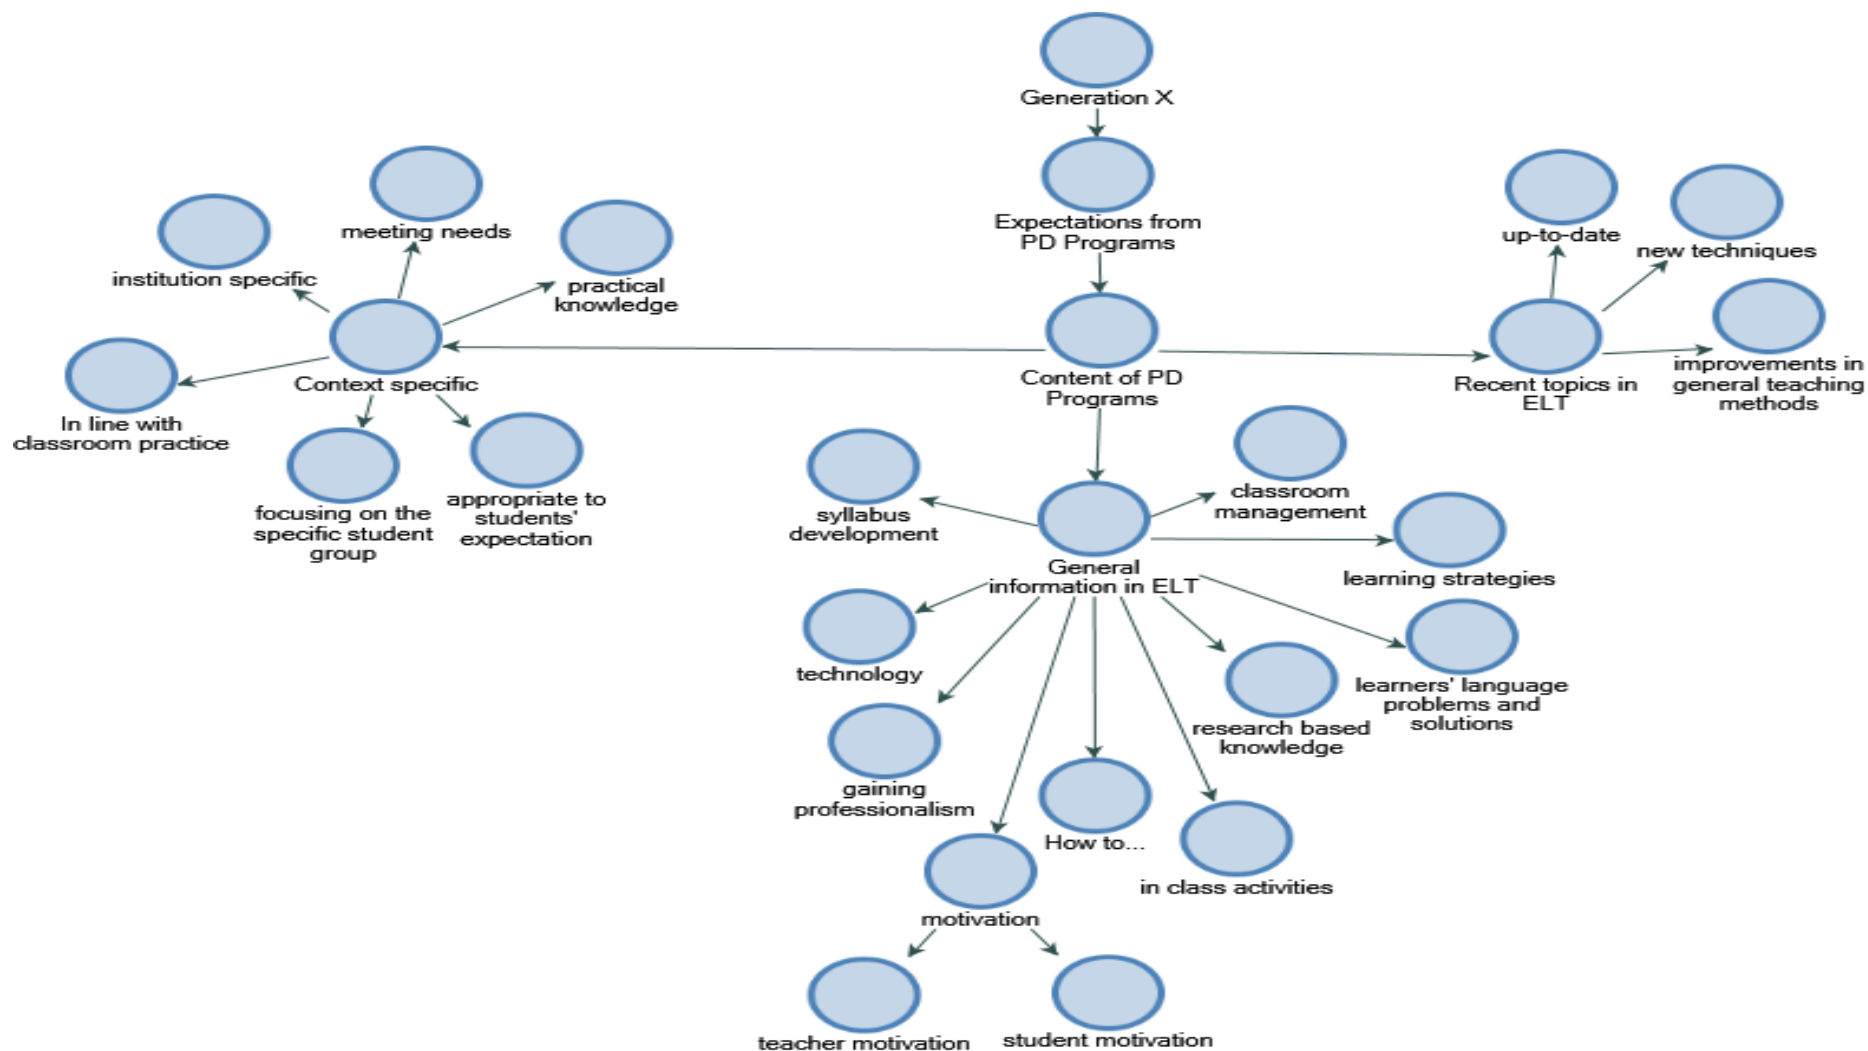 Generation X
Expectations from
PD Programs
Content of PD
Programs
meeting needs
institution specific
practical
knowledge
Context specific
In line with
classroom practice
focusing on the
specific student
group
appropriate to
students'
expectation
up-to-date
new techniques
Recent topics in
ELT
improvements in
general teaching
methods
General
information in ELT
syllabus
development
classroom
management
learning strategies
technology
learners' language
problems and
solutions
research based
knowledge
gaining
professionalism
How to...
in class activities
motivation
teacher motivation
student motivation